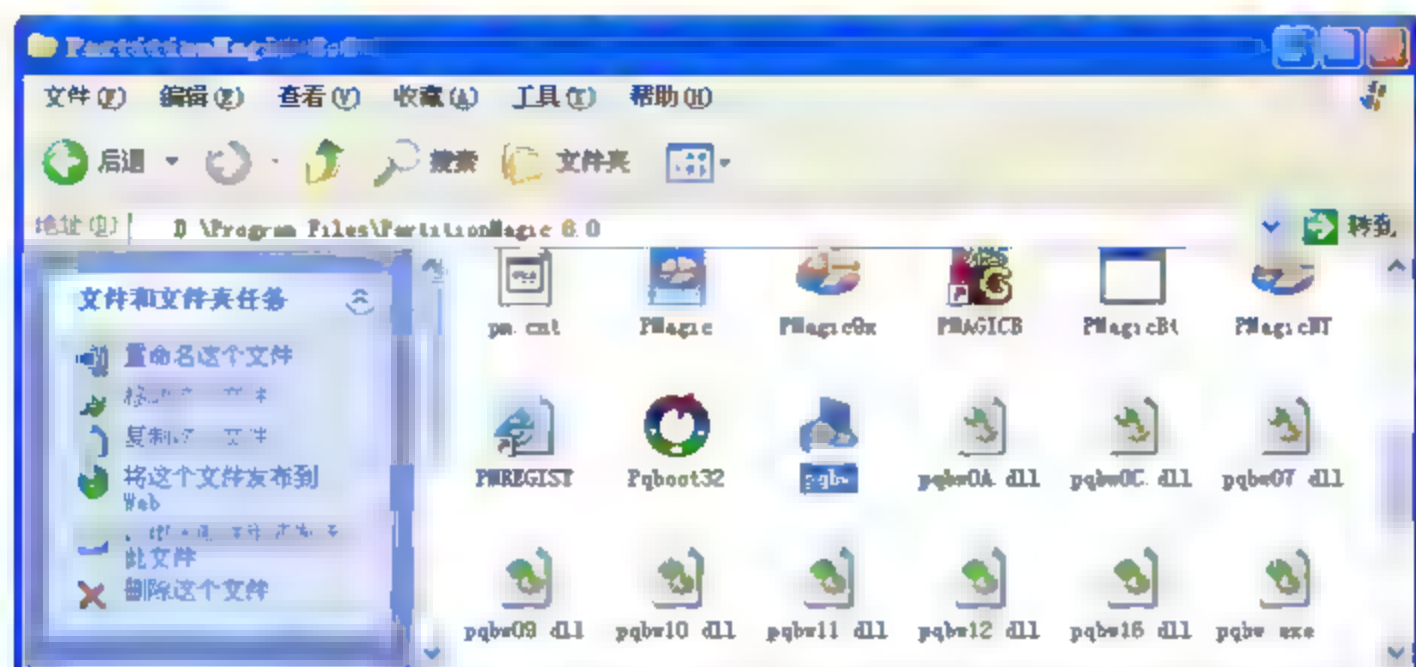 PartitionMagic
文件(F) 编辑(E) 查看(V) 收藏(A) 工具(T) 帮助(H)
后退 搜索 文件夹
地址(D) D \Program Files\PartitionMagic 8 0 转到
文件和文件夹任务
重命名这个文件
复制 文件
将这个文件发布到
Web
此文件
删除这个文件
pm cnt PMagic PMagic9x PMAGICB PMagicBt PMagicNT
PMREGIST Pqboot32 pqbw pqbw0A dll pqbw0C dll pqbw07 dll
pqbw09 dll pqbw10 dll pqbw11 dll pqbw12 dll pqbw16 dll pqbw exe